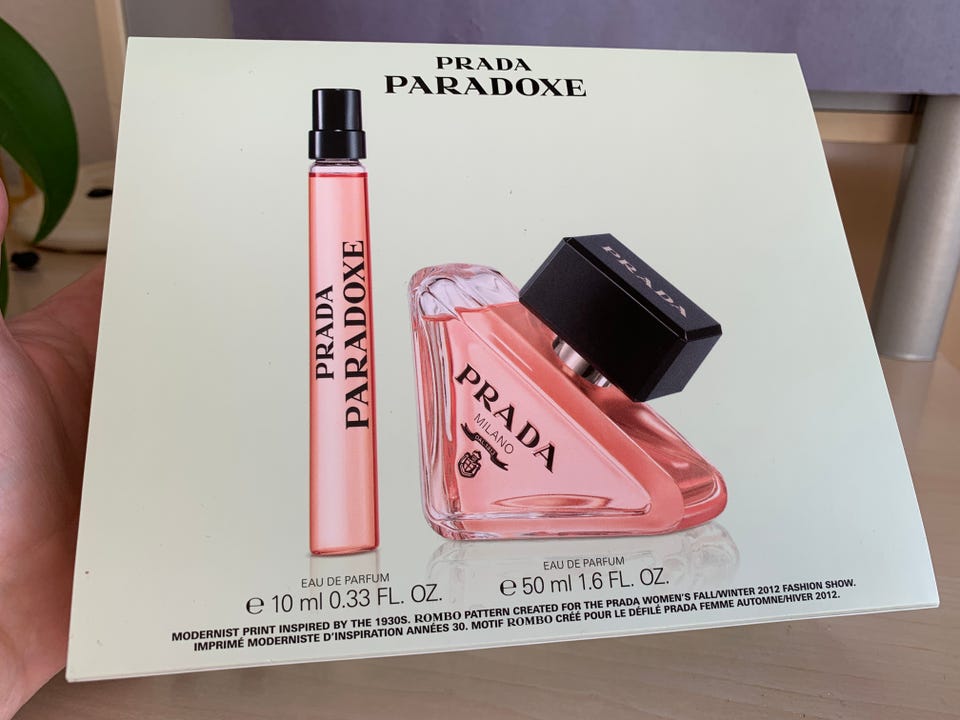 PRADA
PARADOXE
PRADA
PARADOXE
PRADA
PRADA
MILANO
EAU DE PARFUM
℮ 10 ml 0.33 FL. OZ.
EAU DE PARFUM
℮ 50 ml 1.6 FL. OZ.
MODERNIST PRINT INSPIRED BY THE 1930S. ROMBO PATTERN CREATED FOR THE PRADA WOMEN'S FALL/WINTER 2012 FASHION SHOW.
IMPRIMÉ MODERNISTE D'INSPIRATION ANNÉES 30. MOTIF ROMBO CRÉÉ POUR LE DÉFILÉ PRADA FEMME AUTOMNE/HIVER 2012.